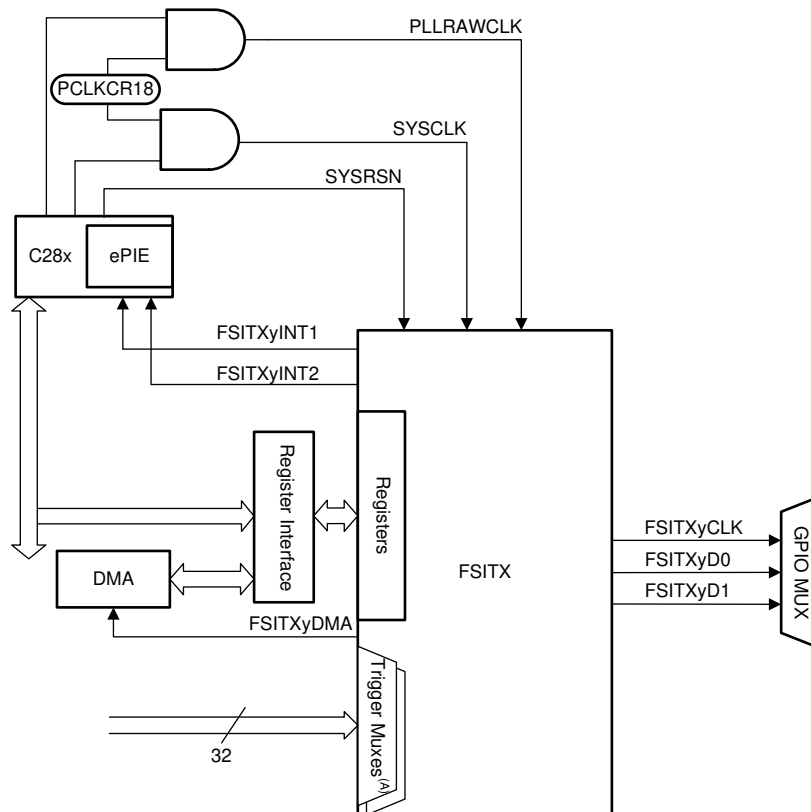 PLLRAWCLK
PCLKCR18
SYSCLK
SYSRSN
C28x
ePIE
FSITXyINT1
FSITXyINT2
Register Interface
Registers
FSITX
FSITXyCLK
FSITXyD0
FSITXyD1
GPIO MUX
DMA
FSITXyDMA
Trigger Muxes(A)
32